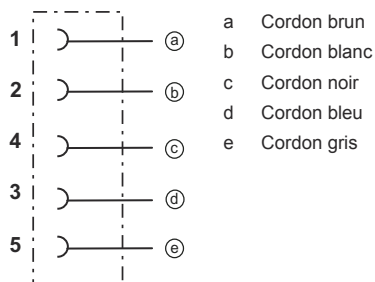 1 a
2 b
4 c
3 d
5 e
a Cordon brun
b Cordon blanc
c Cordon noir
d Cordon bleu
e Cordon gris